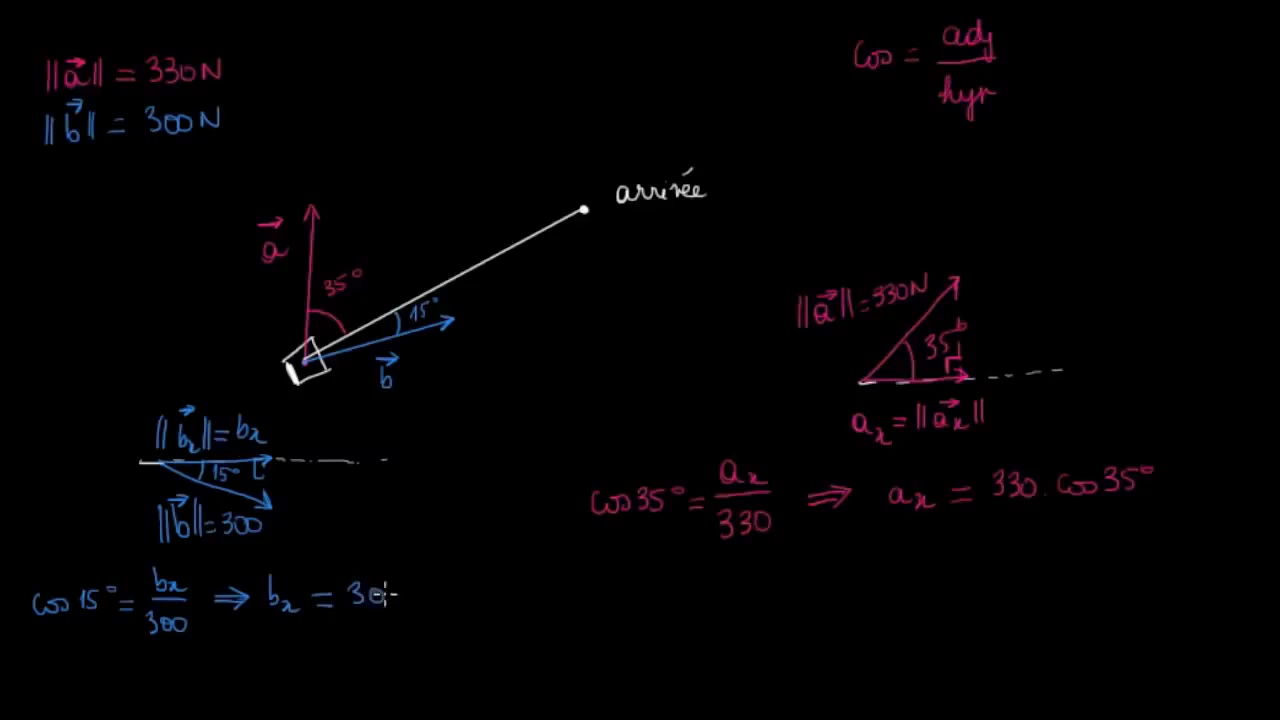 ||a⃗|| = 330N
||b⃗|| = 300N
cos = adj/hyp
arrivée
a⃗
35°
15°
b⃗
||a⃗|| = 330N
35°
aₓ = ||a⃗ₓ||
||b⃗ₓ|| = bₓ
15°
||b⃗|| = 300
cos 35° = aₓ/330 ⇒ aₓ = 330. cos 35°
cos 15° = bₓ/300 ⇒ bₓ = 30